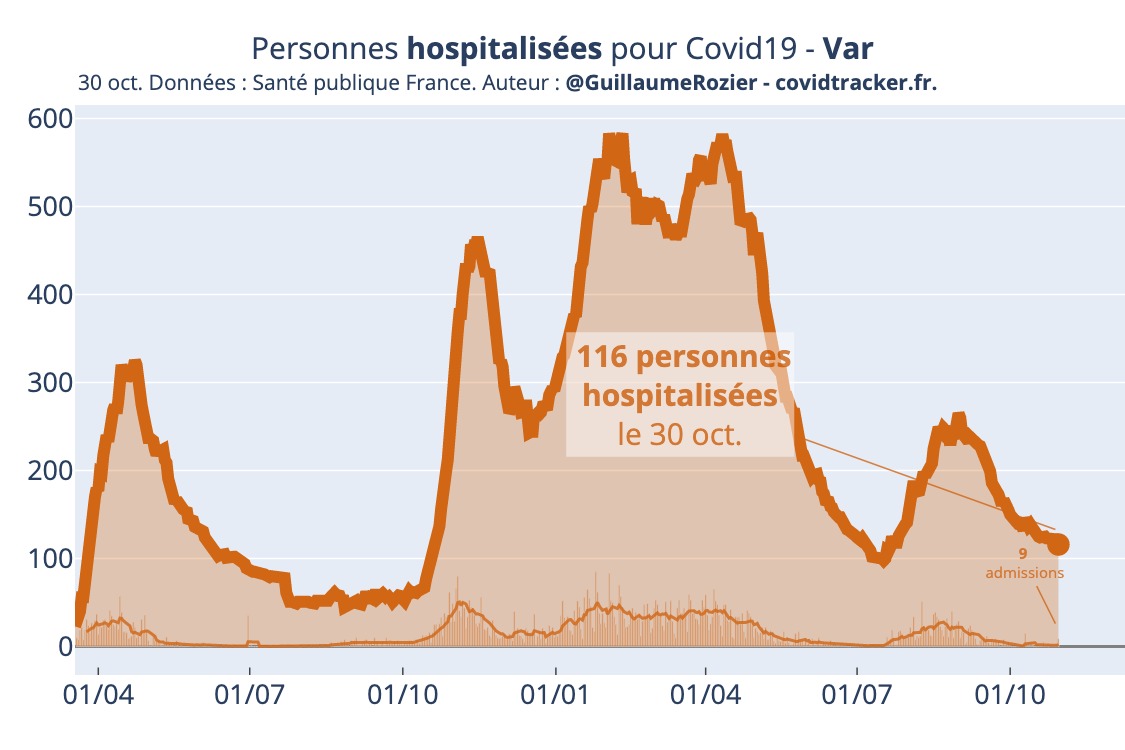 Personnes hospitalisées pour Covid19 - Var
30 oct. Données : Santé publique France. Auteur : @GuillaumeRozier - covidtracker.fr.
600
500
400
300
200
100
0
116 personnes
hospitalisées
le 30 oct.
9
admissions
01/04
01/07
01/10
01/01
01/04
01/07
01/10